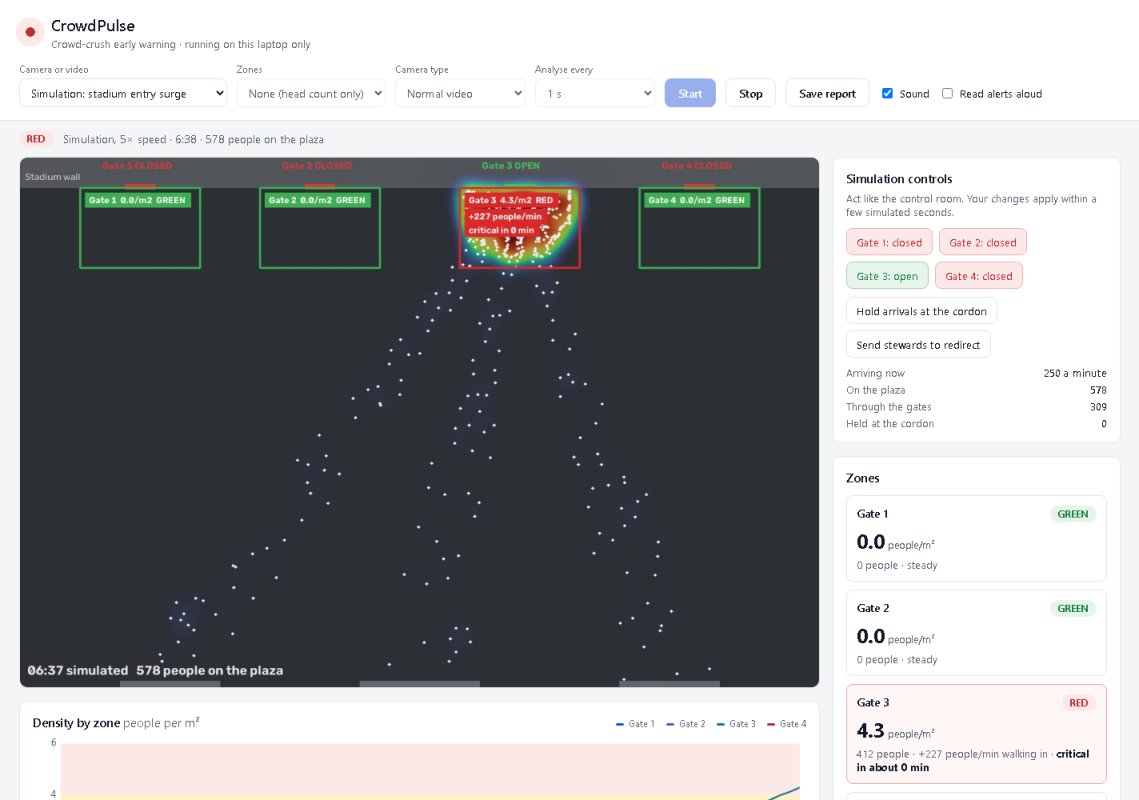 CrowdPulse
Crowd-crush early warning · running on this laptop only
Camera or video
Zones
Camera type
Analyse every
Simulation: stadium entry surge
None (head count only)
Normal video
1 s
Start
Stop
Save report
Sound
Read alerts aloud
RED
Simulation, 5× speed · 6:38 · 578 people on the plaza
Gate 1 CLOSED
Gate 2 CLOSED
Gate 3 OPEN
Gate 4 CLOSED
Stadium wall
Gate 1 0.0/m2 GREEN
Gate 2 0.0/m2 GREEN
Gate 3 4.3/m2 RED
+227 people/min
critical in 0 min
Gate 4 0.0/m2 GREEN
06:37 simulated 578 people on the plaza
Simulation controls
Act like the control room. Your changes apply within a
few simulated seconds.
Gate 1: closed
Gate 2: closed
Gate 3: open
Gate 4: closed
Hold arrivals at the cordon
Send stewards to redirect
Arriving now 250 a minute
On the plaza 578
Through the gates 309
Held at the cordon 0
Zones
Gate 1 GREEN
0.0 people/m²
0 people · steady
Gate 2 GREEN
0.0 people/m²
0 people · steady
Gate 3 RED
4.3 people/m²
412 people · +227 people/min walking in · critical
in about 0 min
Density by zone people per m²
Gate 1
Gate 2
Gate 3
Gate 4
6
4